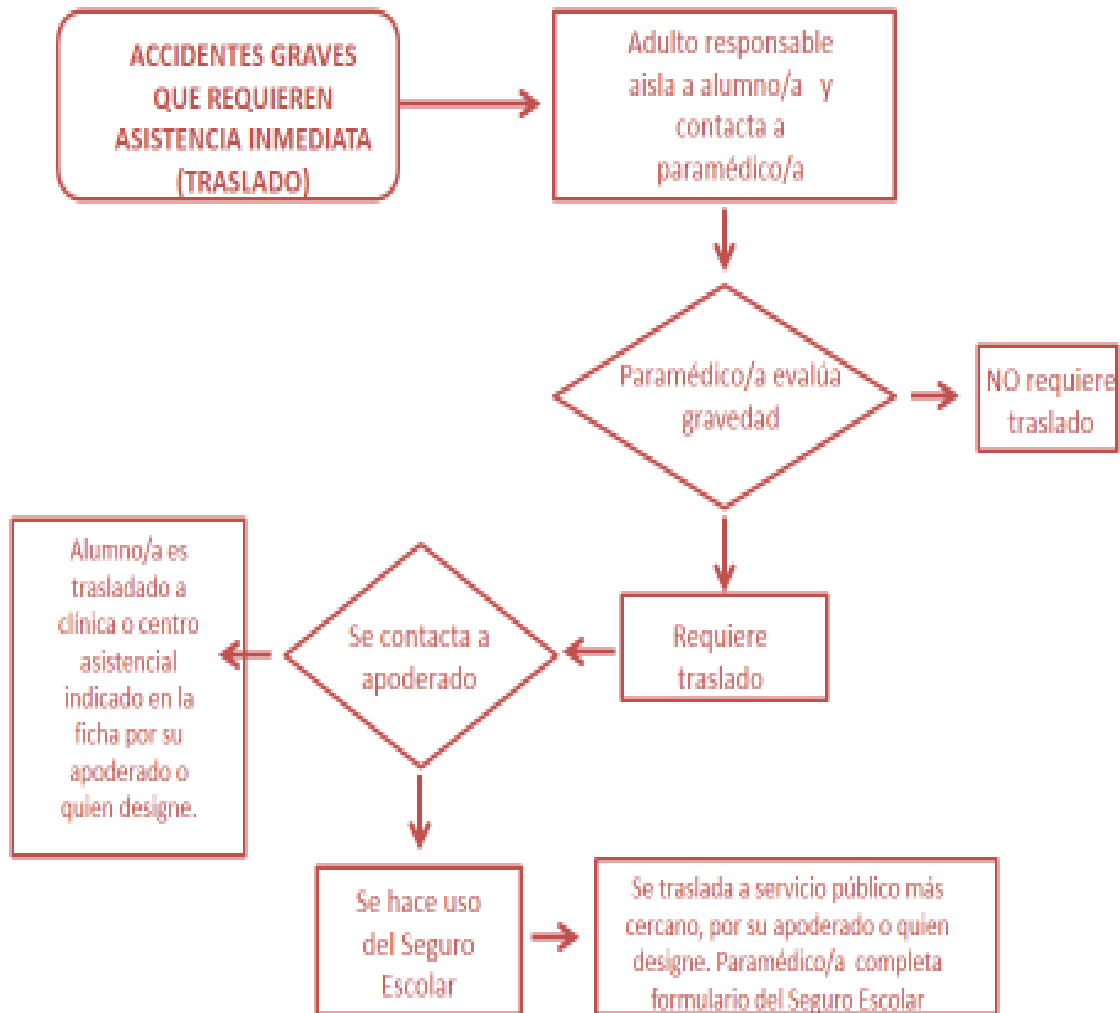 ACCIDENTES GRAVES
QUE REQUIEREN
ASISTENCIA INMEDIATA
(TRASLADO)
Adulto responsable
aisla a alumno/a y
contacta a
paramédico/a
Paramédico/a evalúa
gravedad
NO requiere
traslado
Requiere
traslado
Se contacta a
apoderado
Alumno/a es
trasladado a
clínica o centro
asistencial
indicado en la
ficha por su
apoderado o
quien designe.
Se hace uso
del Seguro
Escolar
Se traslada a servicio público más
cercano, por su apoderado o quien
designe. Paramédico/a completa
formulario del Seguro Escolar